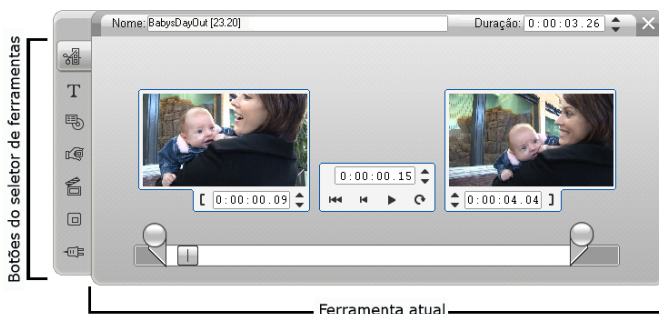 Nome: BabysDayOut [23.20]
Duração: 0:00:03.26
Botões do seletor de ferramentas
T
0:00:00.15
[ 0:00:00.09
0:00:04.04 ]
Ferramenta atual